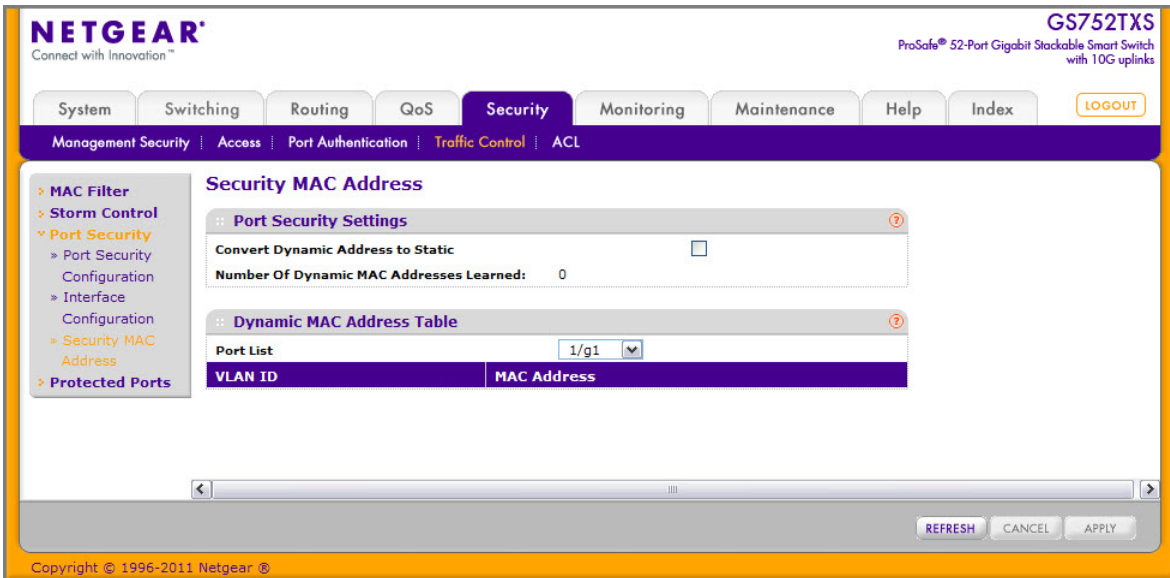 NETGEAR®
Connect with Innovation™
GS752TXS
ProSafe® 52-Port Gigabit Stackable Smart Switch
with 10G uplinks
System
Switching
Routing
QoS
Security
Monitoring
Maintenance
Help
Index
LOGOUT
Management Security | Access | Port Authentication | Traffic Control | ACL
MAC Filter
Storm Control
Port Security
» Port Security
Configuration
» Interface
Configuration
» Security MAC
Address
Protected Ports
Security MAC Address
Port Security Settings
?
Convert Dynamic Address to Static
Number Of Dynamic MAC Addresses Learned: 0
Dynamic MAC Address Table
?
Port List 1/g1
VLAN ID MAC Address
REFRESH
CANCEL
APPLY
Copyright © 1996-2011 Netgear ®